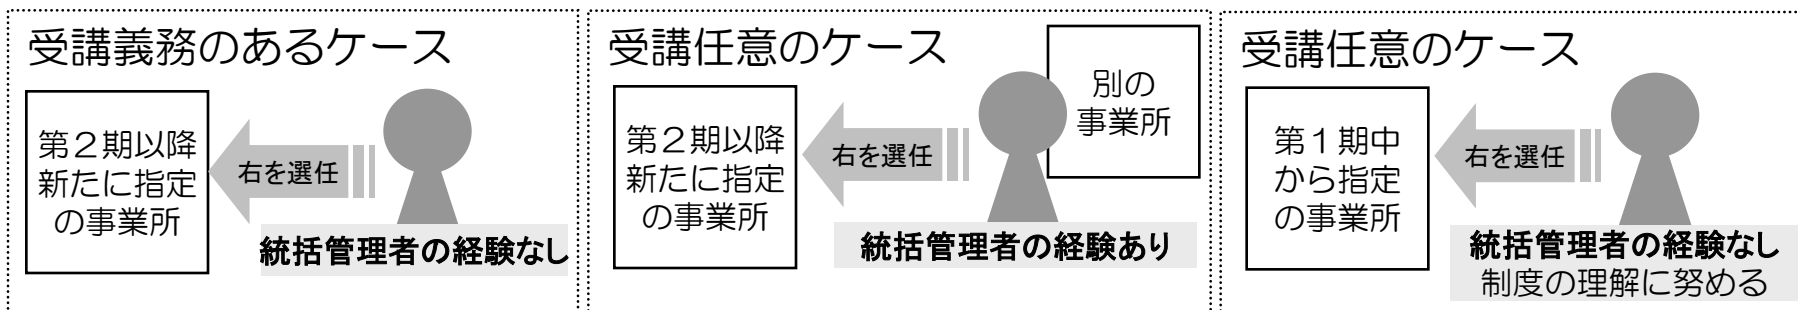 受講義務のあるケース
第２期以降
新たに指定
の事業所
右を選任
統括管理者の経験なし
受講任意のケース
第２期以降
新たに指定
の事業所
右を選任
別の
事業所
統括管理者の経験あり
受講任意のケース
第１期中
から指定
の事業所
右を選任
統括管理者の経験なし
制度の理解に努める